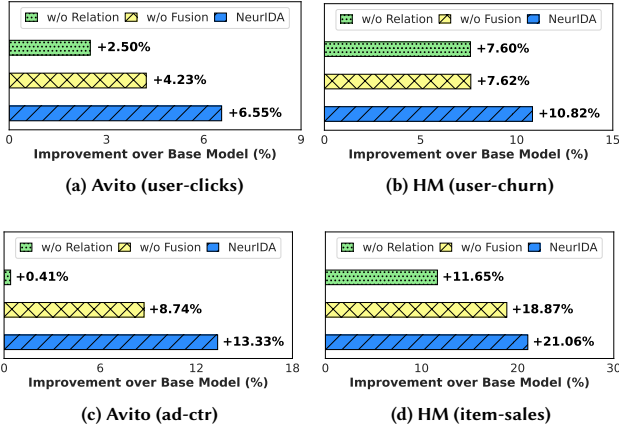 w/o Relation w/o Fusion NeurIDA
+2.50%
+4.23%
+6.55%
0 3 6 9
Improvement over Base Model (%)
(a) Avito (user-clicks)
w/o Relation w/o Fusion NeurIDA
+7.60%
+7.62%
+10.82%
0 5 10 15
Improvement over Base Model (%)
(b) HM (user-churn)
w/o Relation w/o Fusion NeurIDA
+0.41%
+8.74%
+13.33%
0 6 12 18
Improvement over Base Model (%)
(c) Avito (ad-ctr)
w/o Relation w/o Fusion NeurIDA
+11.65%
+18.87%
+21.06%
0 10 20 30
Improvement over Base Model (%)
(d) HM (item-sales)